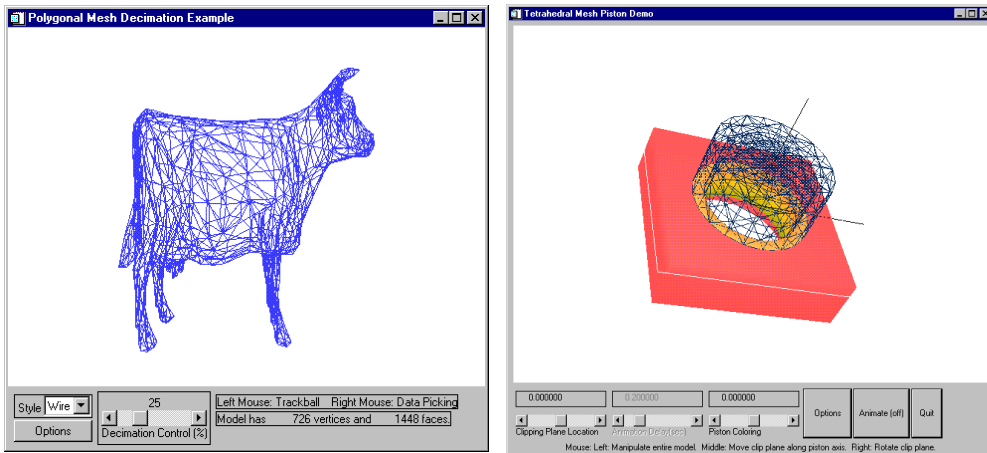 Polygonal Mesh Decimation Example
Style Wire
Options
25
Decimation Control (%)
Left Mouse: Trackball Right Mouse: Data Picking
Model has 726 vertices and 1448 faces.
Tetrahedral Mesh Piston Demo
0.000000
Clipping Plane Location
0.200000
Animation Delay(sec)
0.000000
Piston Coloring
Options
Animate (off)
Quit
Mouse: Left: Manipulate entire model. Middle: Move clip plane along piston axis. Right: Rotate clip plane.